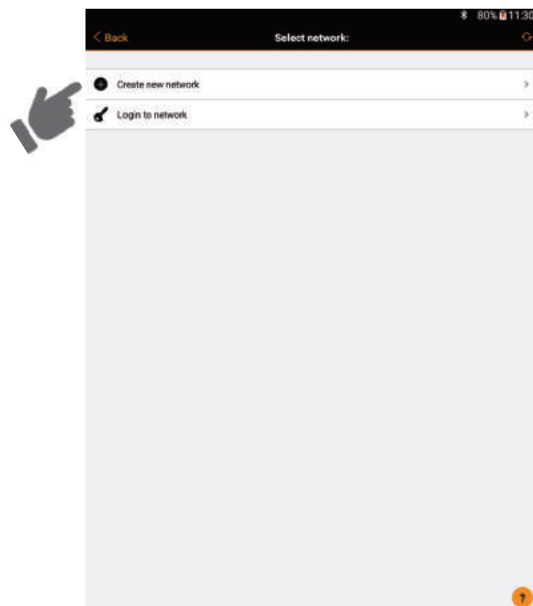 80% 11:30
< Back Select network:
Create new network >
Login to network >
?